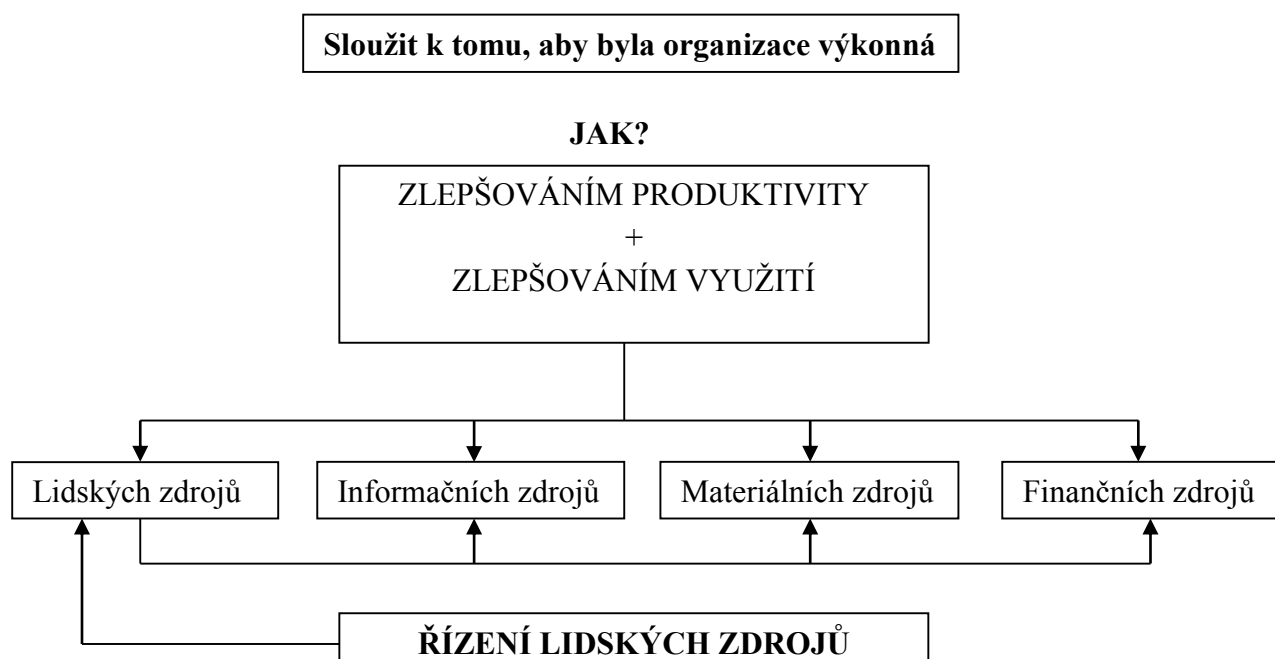 Sloužit k tomu, aby byla organizace výkonná
JAK?
ZLEPŠOVÁNÍM PRODUKTIVITY
+
ZLEPŠOVÁNÍM VYUŽITÍ
Lidských zdrojů
Informačních zdrojů
Materiálních zdrojů
Finančních zdrojů
ŘÍZENÍ LIDSKÝCH ZDROJŮ